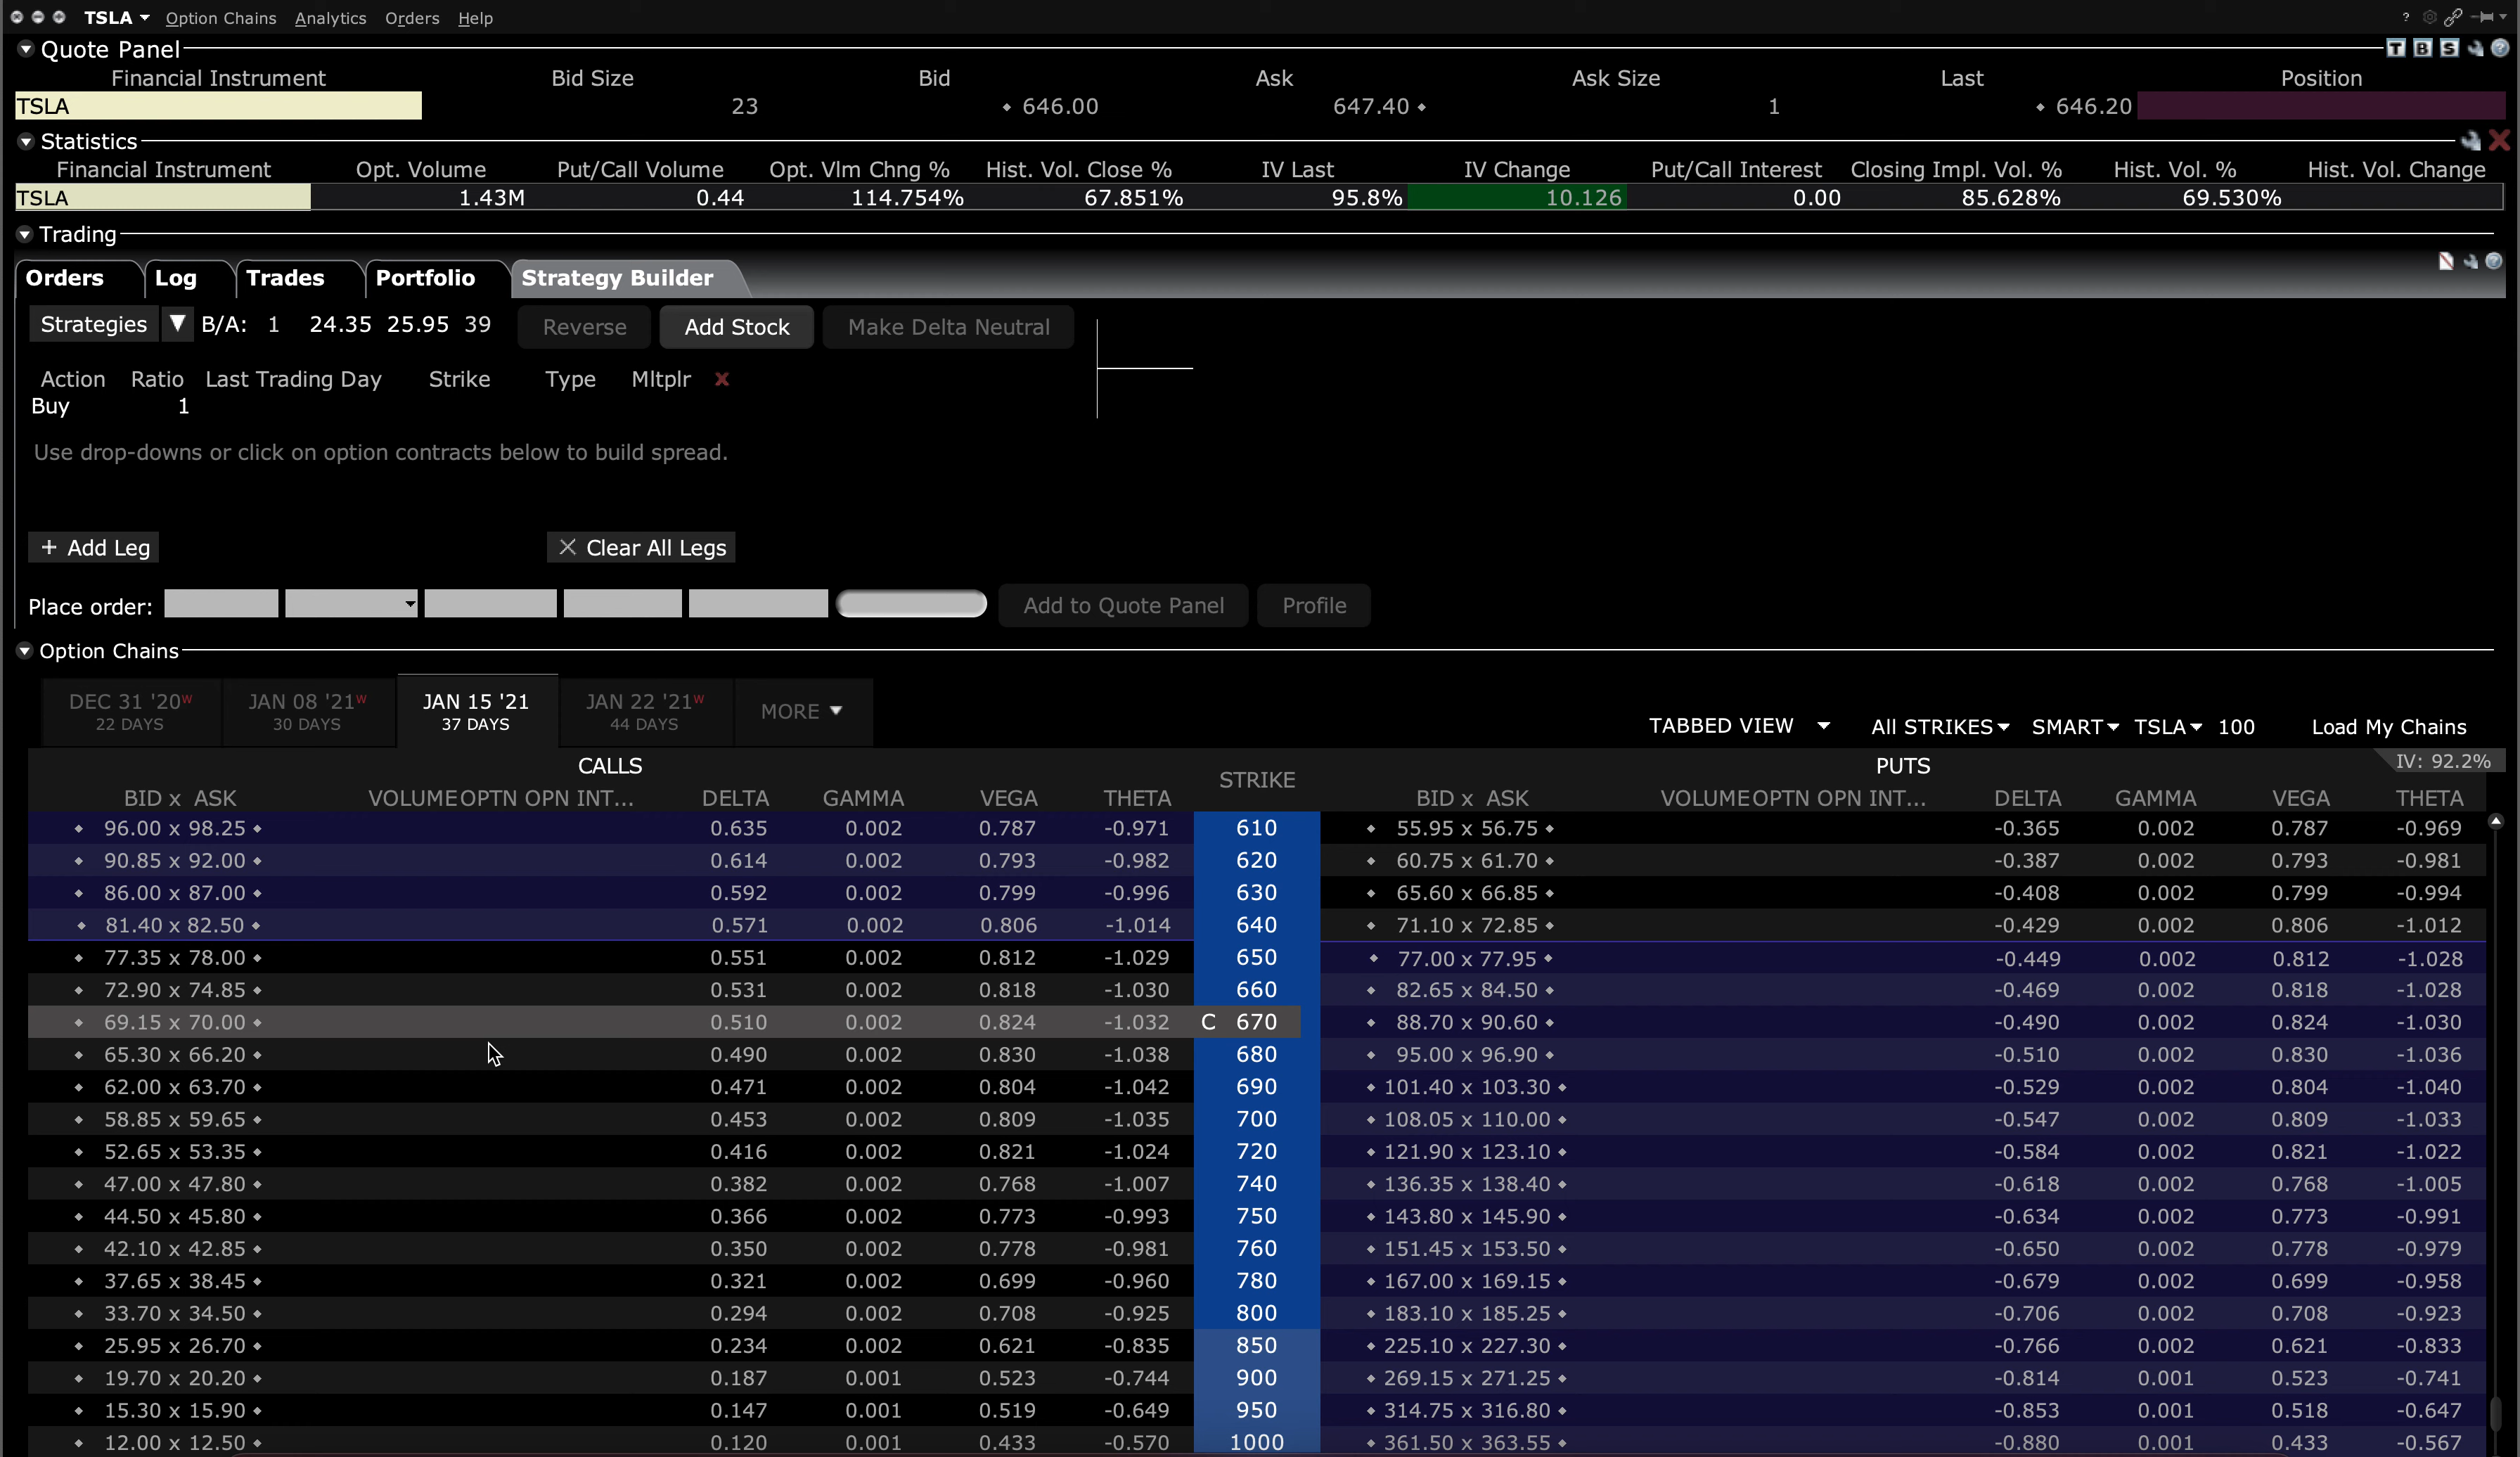 TSLA Option Chains Analytics Orders Help ?
Quote Panel T B S ?
Financial Instrument Bid Size Bid Ask Ask Size Last Position
TSLA 23 646.00 647.40 1 646.20
Statistics
Financial Instrument Opt. Volume Put/Call Volume Opt. Vlm Chng % Hist. Vol. Close % IV Last IV Change Put/Call Interest Closing Impl. Vol. % Hist. Vol. % Hist. Vol. Change
TSLA 1.43M 0.44 114.754% 67.851% 95.8% 10.126 0.00 85.628% 69.530%
Trading
Orders Log Trades Portfolio Strategy Builder ?
Strategies B/A: 1 24.35 25.95 39 Reverse Add Stock Make Delta Neutral
Action Ratio Last Trading Day Strike Type Mltplr x
Buy 1
Use drop-downs or click on option contracts below to build spread.
+ Add Leg X Clear All Legs
Place order: Add to Quote Panel Profile
Option Chains
DEC 31 '20W JAN 08 '21W JAN 15 '21 JAN 22 '21W MORE
22 DAYS 30 DAYS 37 DAYS 44 DAYS
TABBED VIEW All STRIKES SMART TSLA 100 Load My Chains
CALLS STRIKE PUTS IV: 92.2%
BID x ASK VOLUME OPTN OPN INT... DELTA GAMMA VEGA THETA BID x ASK VOLUME OPTN OPN INT... DELTA GAMMA VEGA THETA
96.00 x 98.25 0.635 0.002 0.787 -0.971 610 55.95 x 56.75 -0.365 0.002 0.787 -0.969
90.85 x 92.00 0.614 0.002 0.793 -0.982 620 60.75 x 61.70 -0.387 0.002 0.793 -0.981
86.00 x 87.00 0.592 0.002 0.799 -0.996 630 65.60 x 66.85 -0.408 0.002 0.799 -0.994
81.40 x 82.50 0.571 0.002 0.806 -1.014 640 71.10 x 72.85 -0.429 0.002 0.806 -1.012
77.35 x 78.00 0.551 0.002 0.812 -1.029 650 77.00 x 77.95 -0.449 0.002 0.812 -1.028
72.90 x 74.85 0.531 0.002 0.818 -1.030 660 82.65 x 84.50 -0.469 0.002 0.818 -1.028
69.15 x 70.00 0.510 0.002 0.824 -1.032 C 670 88.70 x 90.60 -0.490 0.002 0.824 -1.030
65.30 x 66.20 0.490 0.002 0.830 -1.038 680 95.00 x 96.90 -0.510 0.002 0.830 -1.036
62.00 x 63.70 0.471 0.002 0.804 -1.042 690 101.40 x 103.30 -0.529 0.002 0.804 -1.040
58.85 x 59.65 0.453 0.002 0.809 -1.035 700 108.05 x 110.00 -0.547 0.002 0.809 -1.033
52.65 x 53.35 0.416 0.002 0.821 -1.024 720 121.90 x 123.10 -0.584 0.002 0.821 -1.022
47.00 x 47.80 0.382 0.002 0.768 -1.007 740 136.35 x 138.40 -0.618 0.002 0.768 -1.005
44.50 x 45.80 0.366 0.002 0.773 -0.993 750 143.80 x 145.90 -0.634 0.002 0.773 -0.991
42.10 x 42.85 0.350 0.002 0.778 -0.981 760 151.45 x 153.50 -0.650 0.002 0.778 -0.979
37.65 x 38.45 0.321 0.002 0.699 -0.960 780 167.00 x 169.15 -0.679 0.002 0.699 -0.958
33.70 x 34.50 0.294 0.002 0.708 -0.925 800 183.10 x 185.25 -0.706 0.002 0.708 -0.923
25.95 x 26.70 0.234 0.002 0.621 -0.835 850 225.10 x 227.30 -0.766 0.002 0.621 -0.833
19.70 x 20.20 0.187 0.001 0.523 -0.744 900 269.15 x 271.25 -0.814 0.001 0.523 -0.741
15.30 x 15.90 0.147 0.001 0.519 -0.649 950 314.75 x 316.80 -0.853 0.001 0.518 -0.647
12.00 x 12.50 0.120 0.001 0.433 -0.570 1000 361.50 x 363.55 -0.880 0.001 0.433 -0.567